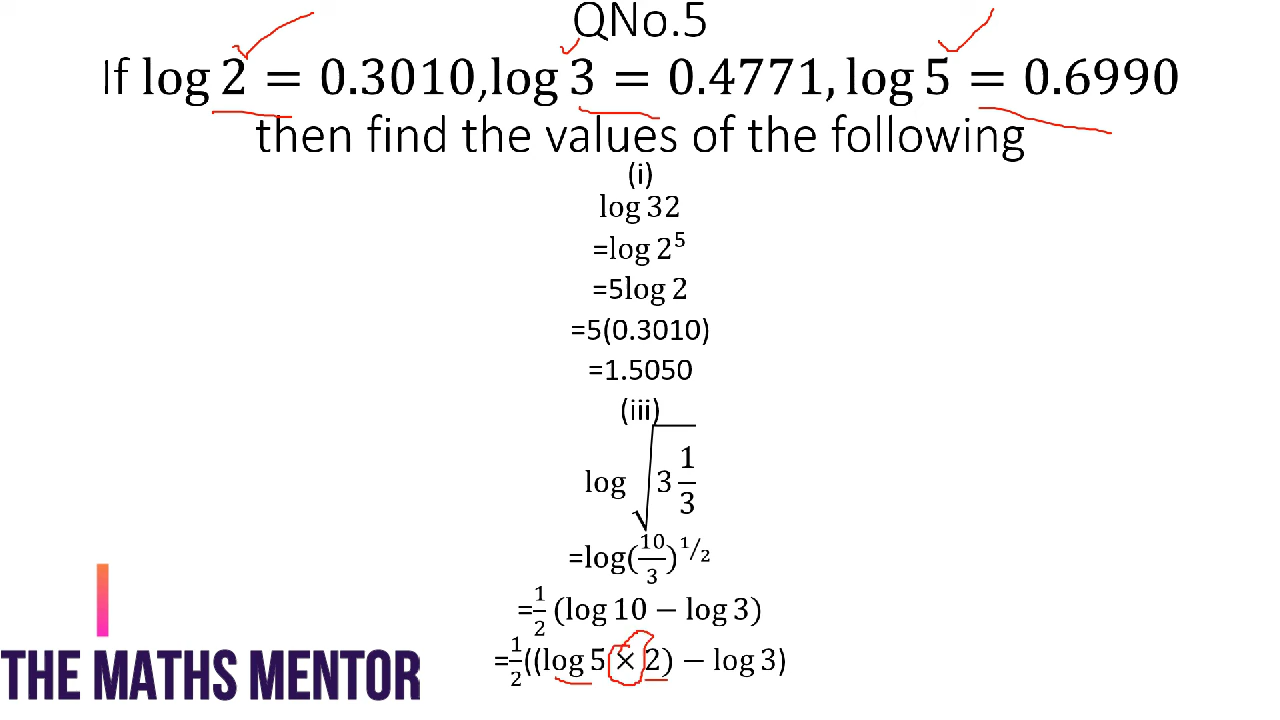 QNo.5
If log 2 = 0.3010,log 3 = 0.4771, log 5 = 0.6990
then find the values of the following
(i)
log 32
=log 2⁵
=5log 2
=5(0.3010)
=1.5050
(iii)
log √(3 1/3)
=log(10/3)^1/2
=1/2 (log 10 − log 3)
=1/2((log 5 × 2) − log 3)
THE MATHS MENTOR